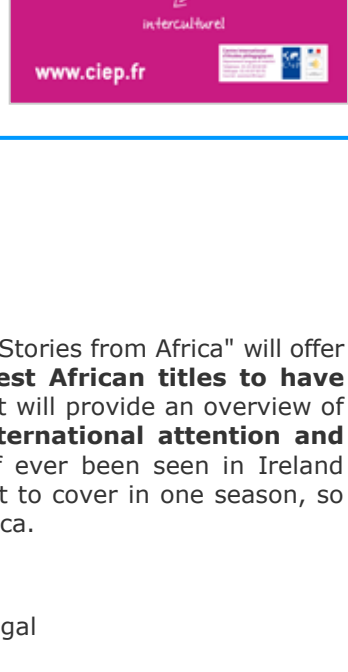 interculturel
www.ciep.fr
Stories from Africa" will offer
est African titles to have
t will provide an overview of
ternational attention and
f ever been seen in Ireland
t to cover in one season, so
ca.
gal